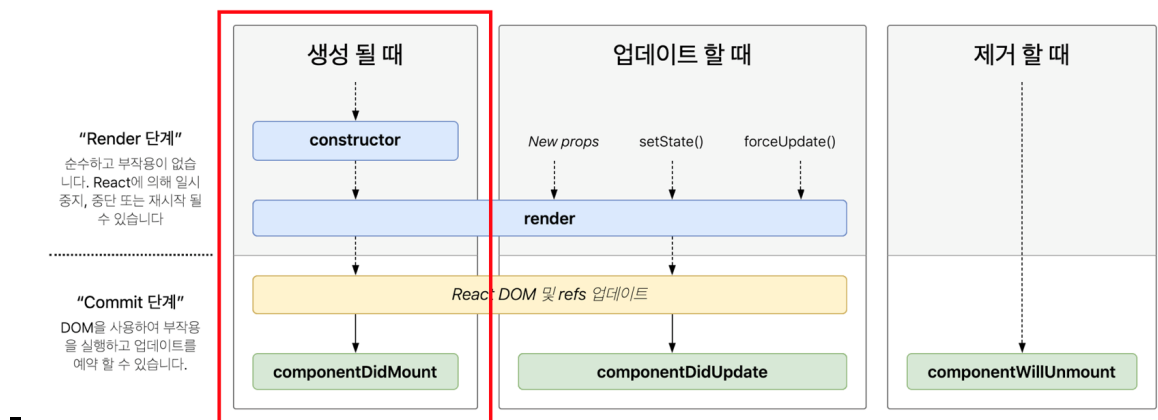 생성 될 때
업데이트 할 때
제거 할 때
“Render 단계”
순수하고 부작용이 없습
니다. React에 의해 일시
중지, 중단 또는 재시작 될
수 있습니다
constructor
New props
setState()
forceUpdate()
render
“Commit 단계”
DOM을 사용하여 부작용
을 실행하고 업데이트를
예약 할 수 있습니다.
React DOM 및 refs 업데이트
componentDidMount
componentDidUpdate
componentWillUnmount